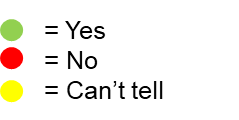 = Yes
= No
= Can't tell